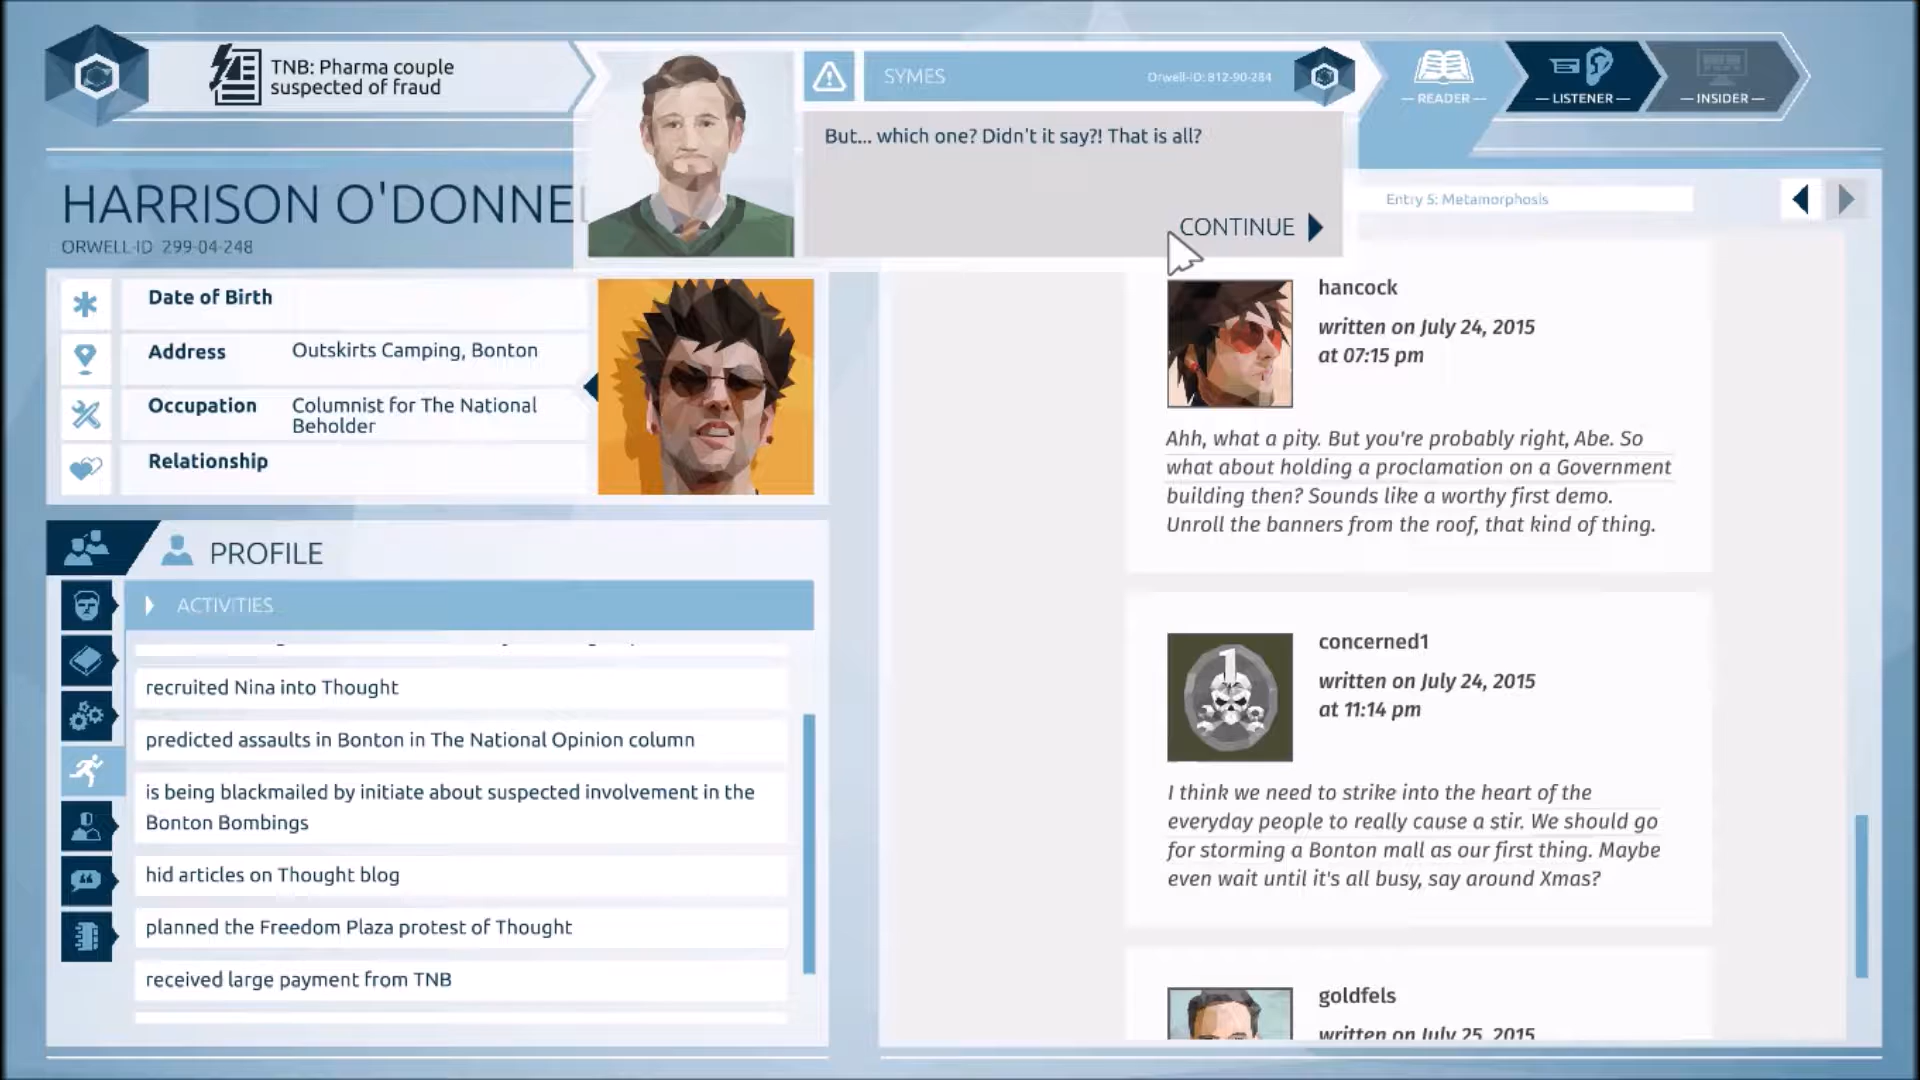 TNB: Pharma couple
suspected of fraud
SYMES
Orwell-ID: 812-90-284
But... which one? Didn't it say?! That is all?
CONTINUE
— READER —
— LISTENER —
— INSIDER —
HARRISON O'DONNE
ORWELL-ID 299-04-248
Date of Birth
Address Outskirts Camping, Bonton
Occupation Columnist for The National
Beholder
Relationship
PROFILE
ACTIVITIES
recruited Nina into Thought
predicted assaults in Bonton in The National Opinion column
is being blackmailed by initiate about suspected involvement in the
Bonton Bombings
hid articles on Thought blog
planned the Freedom Plaza protest of Thought
received large payment from TNB
Entry 5: Metamorphosis
hancock
written on July 24, 2015
at 07:15 pm
Ahh, what a pity. But you're probably right, Abe. So
what about holding a proclamation on a Government
building then? Sounds like a worthy first demo.
Unroll the banners from the roof, that kind of thing.
1
concerned1
written on July 24, 2015
at 11:14 pm
I think we need to strike into the heart of the
everyday people to really cause a stir. We should go
for storming a Bonton mall as our first thing. Maybe
even wait until it's all busy, say around Xmas?
goldfels
written on July 25, 2015